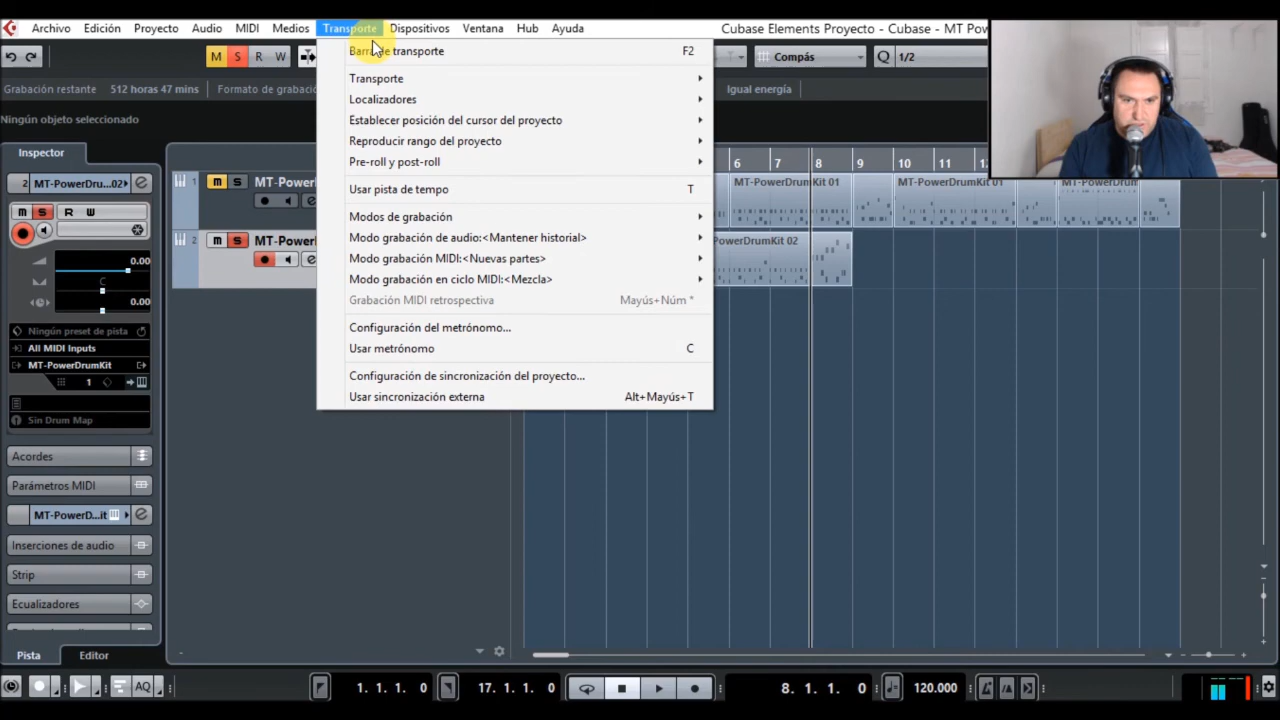 Archivo Edición Proyecto Audio MIDI Medios Transporte Dispositivos Ventana Hub Ayuda Cubase Elements Proyecto - Cubase - MT Pow
M S R W Compás Q 1/2
Grabación restante 512 horas 47 mins Formato de grabació Igual energía
Ningún objeto seleccionado
Inspector
2 MT-PowerDru...02
M S R W
0.00
C
0.00
Ningún preset de pista
All MIDI Inputs
MT-PowerDrumKit
1
Sin Drum Map
Acordes
Parámetros MIDI
MT-PowerD...it
Inserciones de audio
Strip
Ecualizadores
Pista Editor
1 m S MT-Power
2 m S MT-Power
Barra de transporte F2
Transporte
Localizadores
Establecer posición del cursor del proyecto
Reproducir rango del proyecto
Pre-roll y post-roll
Usar pista de tempo T
Modos de grabación
Modo grabación de audio:<Mantener historial>
Modo grabación MIDI:<Nuevas partes>
Modo grabación en ciclo MIDI:<Mezcla>
Grabación MIDI retrospectiva Mayús+Núm *
Configuración del metrónomo...
Usar metrónomo C
Configuración de sincronización del proyecto...
Usar sincronización externa Alt+Mayús+T
6 7 8 9 10 11 12
MT-PowerDrumKit 01 MT-PowerDrumKit 01 MT-PowerDrumKit
owerDrumKit 02
AQ 1. 1. 1. 0 17. 1. 1. 0 8. 1. 1. 0 120.000